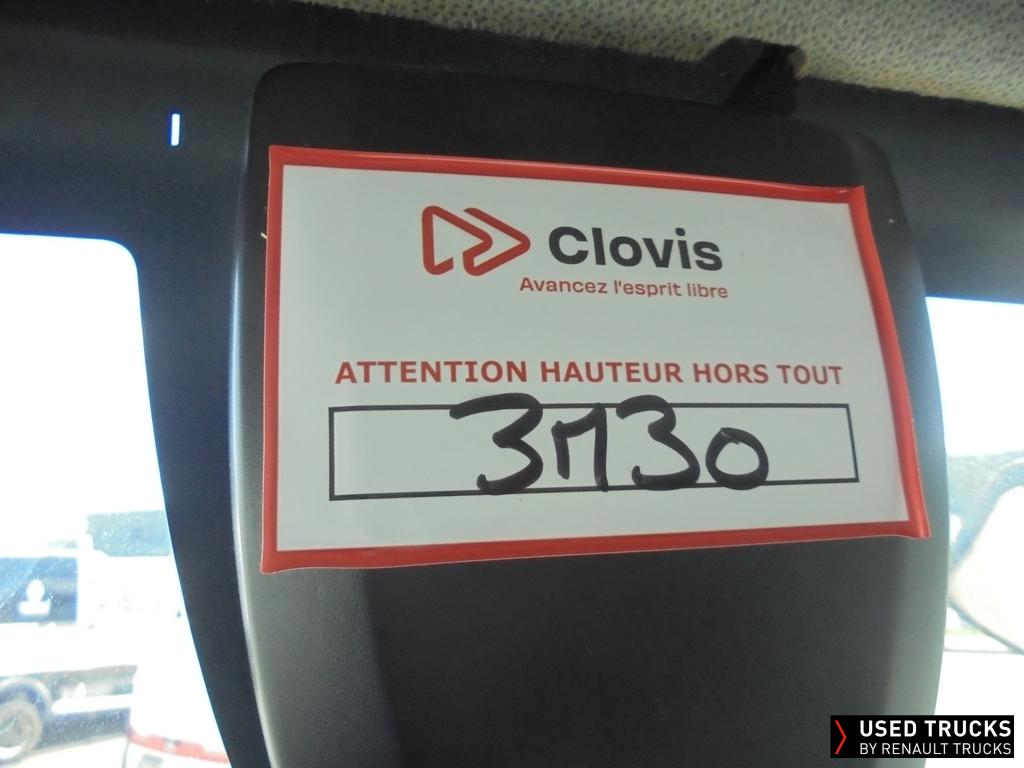 Clovis
Avancez l'esprit libre
ATTENTION HAUTEUR HORS TOUT
3M30
USED TRUCKS
BY RENAULT TRUCKS